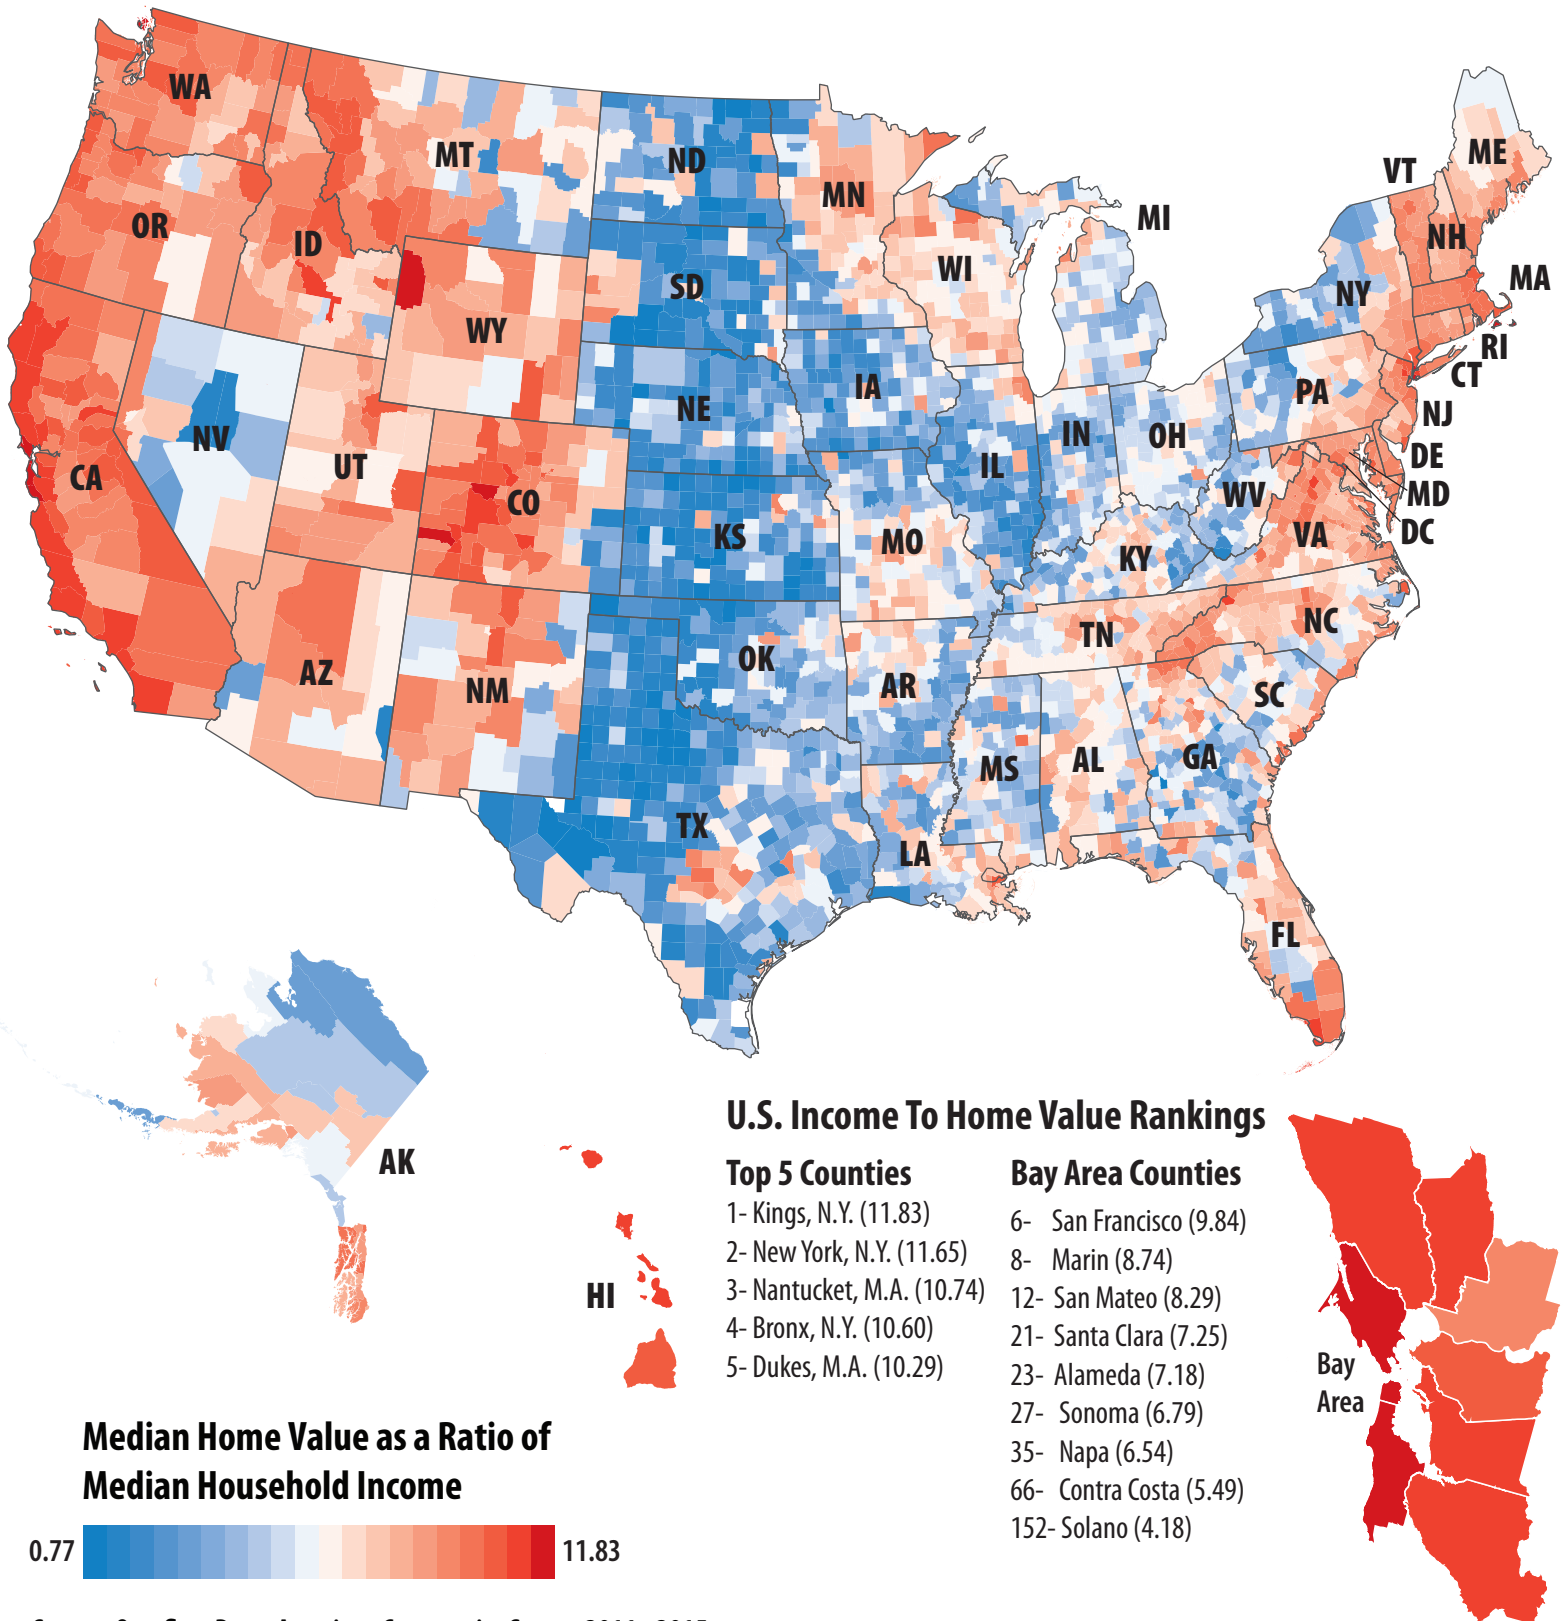 WA
MT
ND
MN
VT
ME
OR
ID
MI
NH
WI
MA
SD
NY
WY
RI
CT
IA
NE
PA
NJ
NV
IN
OH
DE
UT
IL
CA
CO
WV
MD
KS
MO
VA
DC
KY
NC
TN
OK
AZ
NM
AR
SC
MS
AL
GA
TX
LA
FL
AK
HI
U.S. Income To Home Value Rankings
Top 5 Counties
1- Kings, N.Y. (11.83)
2- New York, N.Y. (11.65)
3- Nantucket, M.A. (10.74)
4- Bronx, N.Y. (10.60)
5- Dukes, M.A. (10.29)
Bay Area Counties
6- San Francisco (9.84)
8- Marin (8.74)
12- San Mateo (8.29)
21- Santa Clara (7.25)
23- Alameda (7.18)
27- Sonoma (6.79)
35- Napa (6.54)
66- Contra Costa (5.49)
152- Solano (4.18)
Bay
Area
Median Home Value as a Ratio of
Median Household Income
0.77
11.83